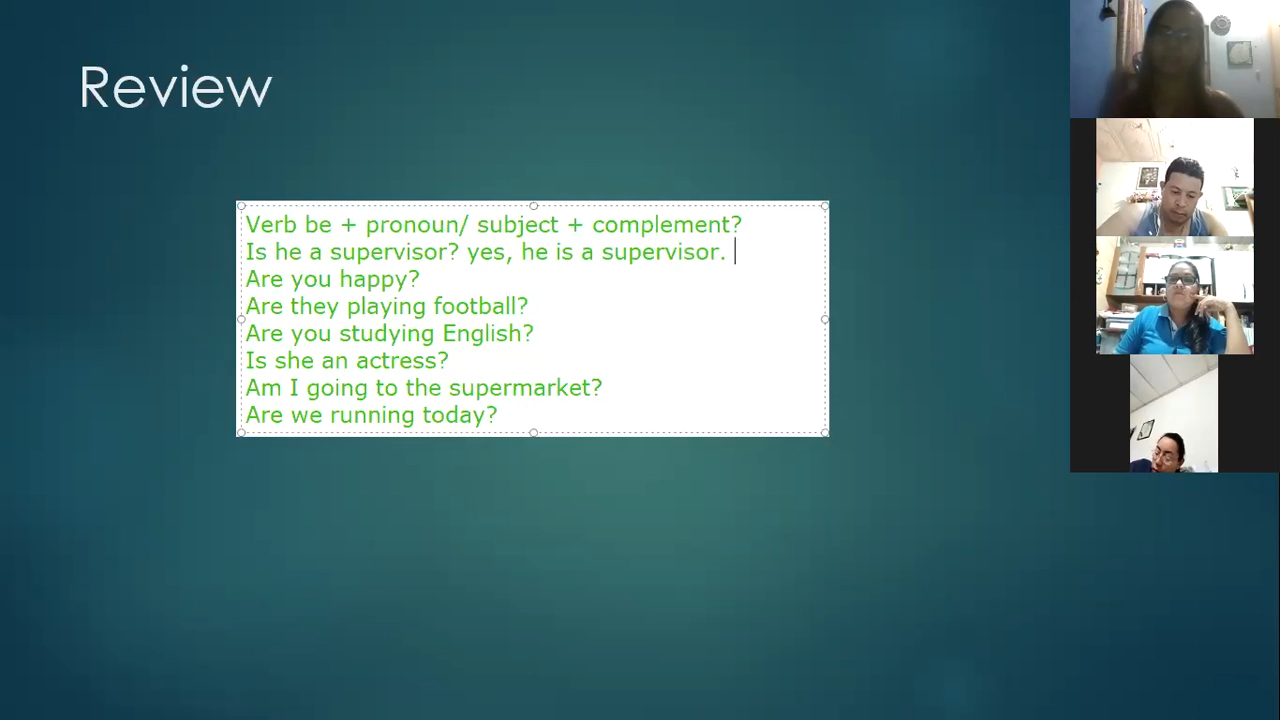 Review
Verb be + pronoun/ subject + complement?
Is he a supervisor? yes, he is a supervisor.
Are you happy?
Are they playing football?
Are you studying English?
Is she an actress?
Am I going to the supermarket?
Are we running today?